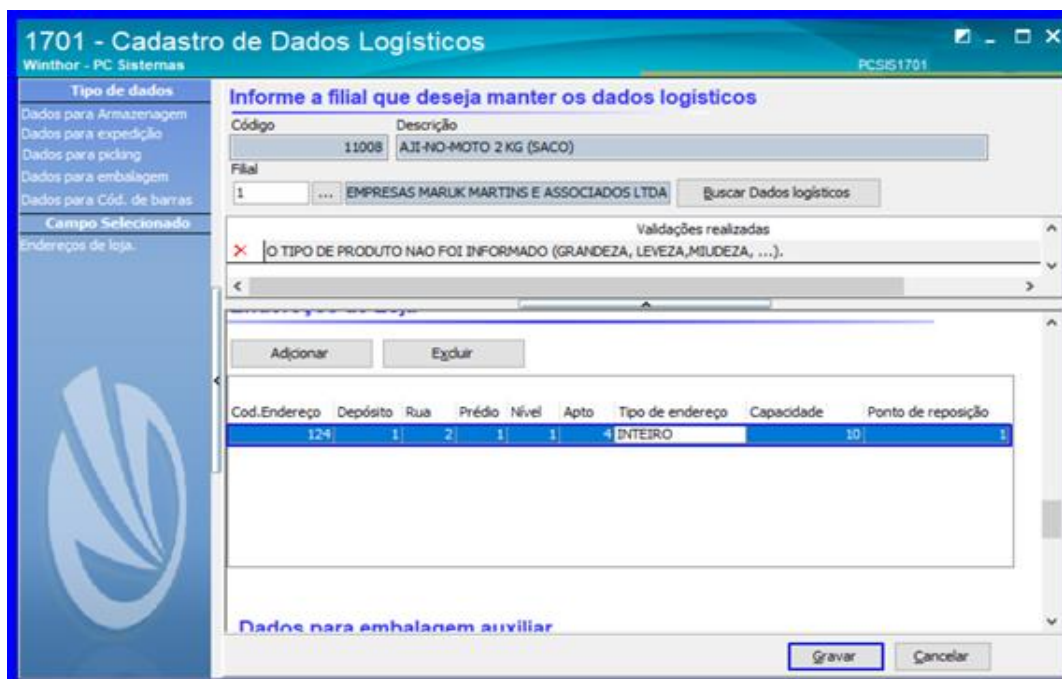 1701 - Cadastro de Dados Logísticos
Winthor - PC Sistemas
PCSIS1701
Tipo de dados
Dados para Armazenagem
Dados para expedição
Dados para picking
Dados para embalagem
Dados para Cód. de barras
Campo Selecionado
Endereços de loja.
Informe a filial que deseja manter os dados logísticos
Código Descrição
11008 AJI-NO-MOTO 2 KG (SACO)
Filial
1 ... EMPRESAS MARUK MARTINS E ASSOCIADOS LTDA Buscar Dados logísticos
Validações realizadas
O TIPO DE PRODUTO NAO FOI INFORMADO (GRANDEZA, LEVEZA,MIUDEZA, ...).
Adicionar Excluir
Cod.Endereço Depósito Rua Prédio Nível Apto Tipo de endereço Capacidade Ponto de reposição
124 1 2 1 1 4 INTEIRO 10 1
Dados para embalagem auxiliar
Gravar Cancelar